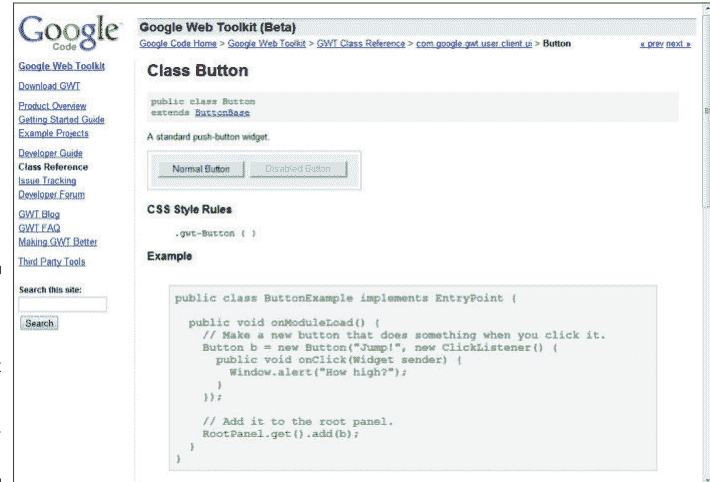 Google
Code
Google Web Toolkit (Beta)
Google Code Home > Google Web Toolkit > GWT Class Reference > com.google.gwt.user.client.ui > Button
« prev next »
Google Web Toolkit
Download GWT
Product Overview
Getting Started Guide
Example Projects
Developer Guide
Class Reference
Issue Tracking
Developer Forum
GWT Blog
GWT FAQ
Making GWT Better
Third Party Tools
Search this site:
Search
Class Button
public class Button
extends ButtonBase
A standard push-button widget.
Normal Button
Disabled Button
CSS Style Rules
.gwt-Button { }
Example
public class ButtonExample implements EntryPoint {
public void onModuleLoad() {
// Make a new button that does something when you click it.
Button b = new Button("Jump!", new ClickListener() {
public void onClick(Widget sender) {
Window.alert("How high?");
}
});
// Add it to the root panel.
RootPanel.get().add(b);
}
}